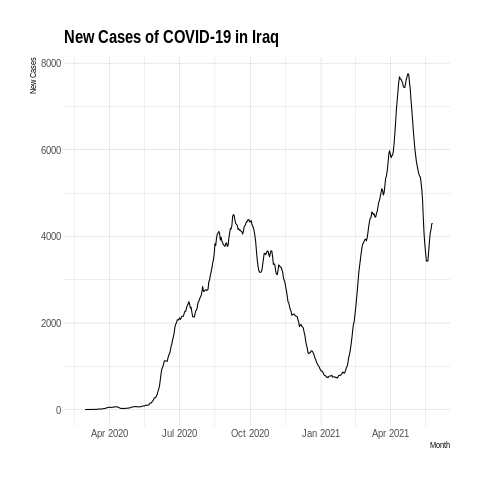 New Cases of COVID-19 in Iraq
New Cases
8000
6000
4000
2000
0
Apr 2020 Jul 2020 Oct 2020 Jan 2021 Apr 2021
Month